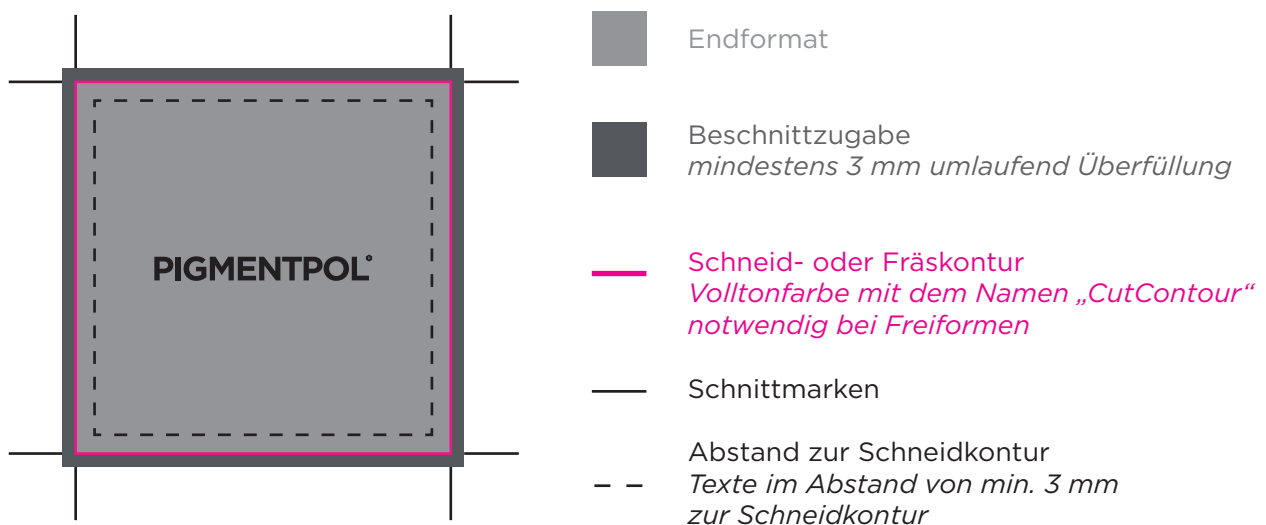 PIGMENTPOL°
Endformat
Beschnittzugabe
mindestens 3 mm umlaufend Überfüllung
Schneid- oder Fräskontur
Volltonfarbe mit dem Namen „CutContour“
notwendig bei Freiformen
Schnittmarken
Abstand zur Schneidkontur
Texte im Abstand von min. 3 mm
zur Schneidkontur